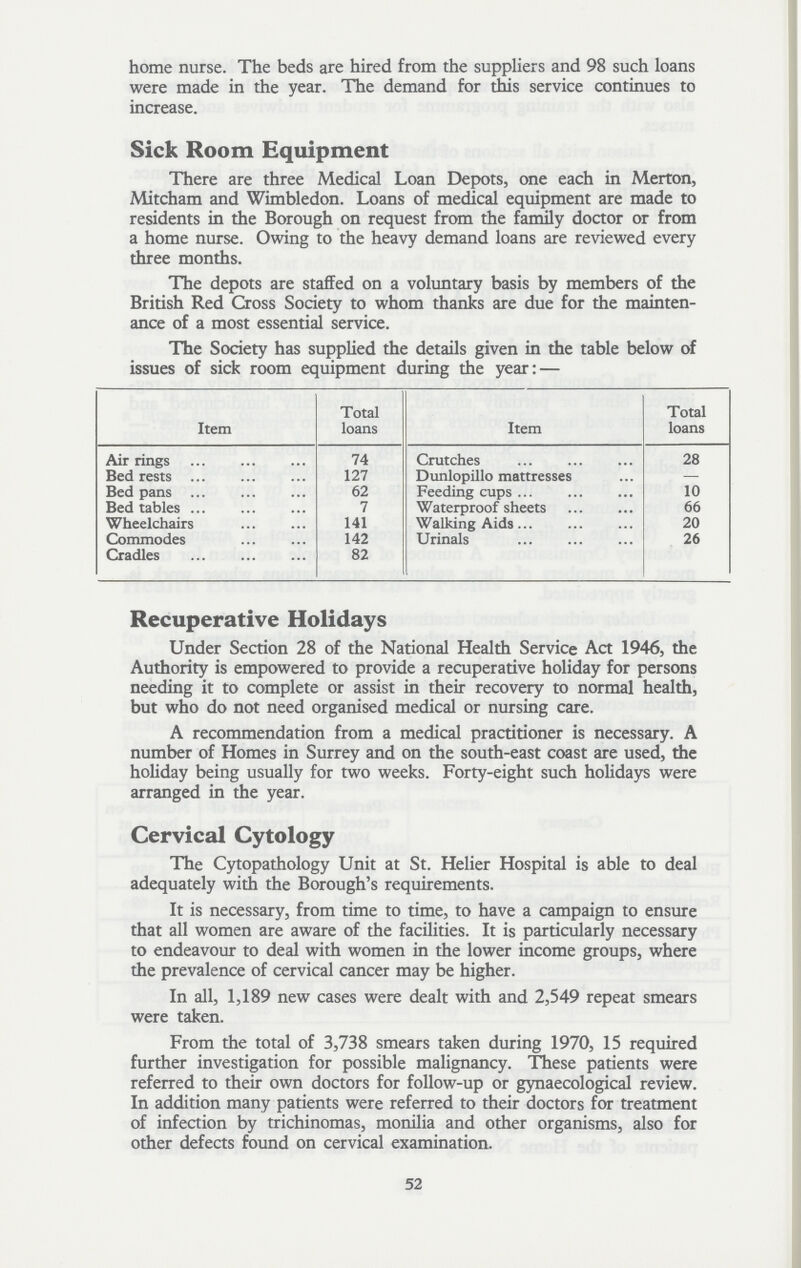 home nurse. The beds are hired from the suppliers and 98 such loans
were made in the year. The demand for this service continues to
increase.
Sick Room Equipment
There are three Medical Loan Depots, one each in Merton,
Mitcham and Wimbledon. Loans of medical equipment are made to
residents in the Borough on request from the family doctor or from
a home nurse. Owing to the heavy demand loans are reviewed every
three months.
The depots are staffed on a voluntary basis by members of the
British Red Cross Society to whom thanks are due for the mainten-
ance of a most essential service.
The Society has supplied the details given in the table below of
issues of sick room equipment during the year:—
Item Total loans Item Total loans
Air rings ... ... ... 74 Crutches ... ... ... 28
Bed rests ... ... ... 127 Dunlopillo mattresses ... —
Bed pans ... ... ... 62 Feeding cups ... ... ... 10
Bed tables ... ... ... 7 Waterproof sheets ... ... 66
Wheelchairs ... ... 141 Walking Aids ... ... ... 20
Commodes ... ... 142 Urinals ... ... ... 26
Cradles ... ... ... 82
Recuperative Holidays
Under Section 28 of the National Health Service Act 1946, the
Authority is empowered to provide a recuperative holiday for persons
needing it to complete or assist in their recovery to normal health,
but who do not need organised medical or nursing care.
A recommendation from a medical practitioner is necessary. A
number of Homes in Surrey and on the south-east coast are used, the
holiday being usually for two weeks. Forty-eight such holidays were
arranged in the year.
Cervical Cytology
The Cytopathology Unit at St. Helier Hospital is able to deal
adequately with the Borough's requirements.
It is necessary, from time to time, to have a campaign to ensure
that all women are aware of the facilities. It is particularly necessary
to endeavour to deal with women in the lower income groups, where
the prevalence of cervical cancer may be higher.
In all, 1,189 new cases were dealt with and 2,549 repeat smears
were taken.
From the total of 3,738 smears taken during 1970, 15 required
further investigation for possible malignancy. These patients were
referred to their own doctors for follow-up or gynaecological review.
In addition many patients were referred to their doctors for treatment
of infection by trichinomas, monilia and other organisms, also for
other defects found on cervical examination.
52